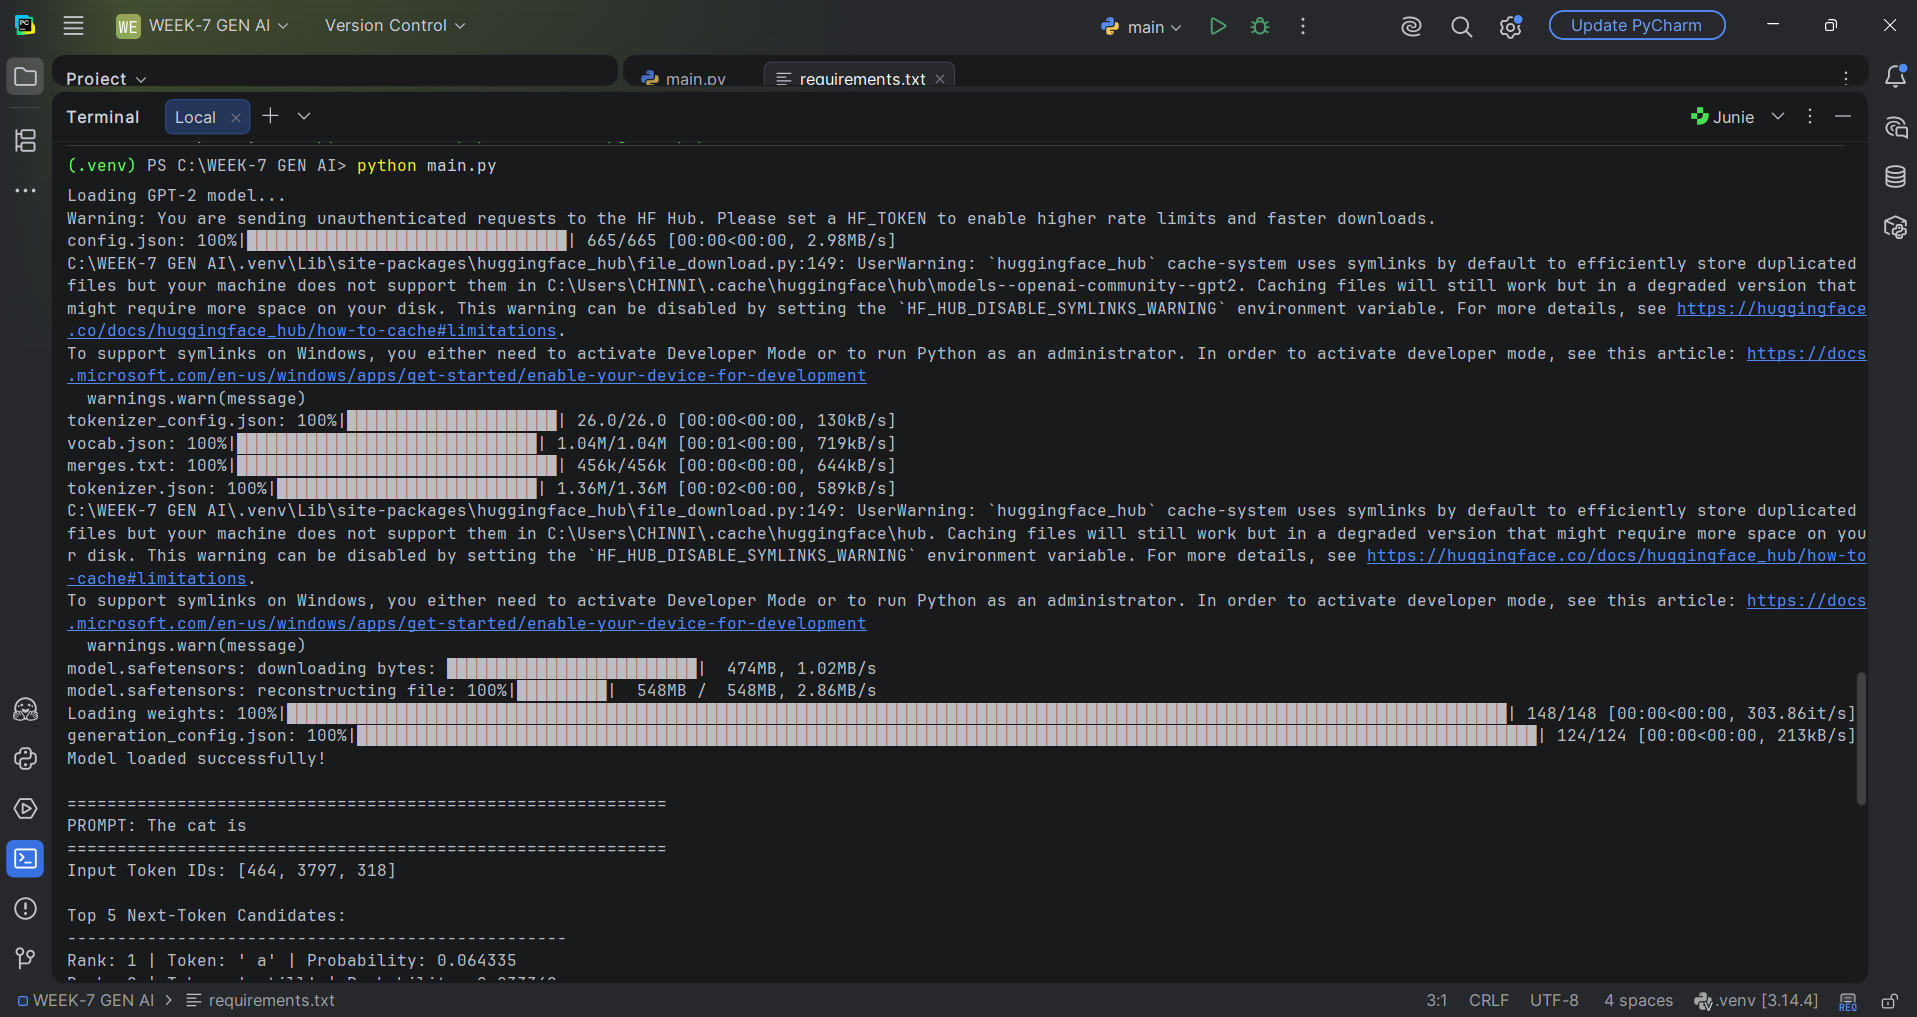 WE WEEK-7 GEN AI Version Control main Update PyCharm
Project main.py requirements.txt
Terminal Local Junie
(.venv) PS C:\WEEK-7 GEN AI> python main.py
Loading GPT-2 model...
Warning: You are sending unauthenticated requests to the HF Hub. Please set a HF_TOKEN to enable higher rate limits and faster downloads.
config.json: 100%| | 665/665 [00:00<00:00, 2.98MB/s]
C:\WEEK-7 GEN AI\.venv\Lib\site-packages\huggingface_hub\file_download.py:149: UserWarning: `huggingface_hub` cache-system uses symlinks by default to efficiently store duplicated
files but your machine does not support them in C:\Users\CHINNI\.cache\huggingface\hub\models--openai-community--gpt2. Caching files will still work but in a degraded version that
might require more space on your disk. This warning can be disabled by setting the `HF_HUB_DISABLE_SYMLINKS_WARNING` environment variable. For more details, see https://huggingface
.co/docs/huggingface_hub/how-to-cache#limitations.
To support symlinks on Windows, you either need to activate Developer Mode or to run Python as an administrator. In order to activate developer mode, see this article: https://docs
.microsoft.com/en-us/windows/apps/get-started/enable-your-device-for-development
warnings.warn(message)
tokenizer_config.json: 100%| | 26.0/26.0 [00:00<00:00, 130kB/s]
vocab.json: 100%| | 1.04M/1.04M [00:01<00:00, 719kB/s]
merges.txt: 100%| | 456k/456k [00:00<00:00, 644kB/s]
tokenizer.json: 100%| | 1.36M/1.36M [00:02<00:00, 589kB/s]
C:\WEEK-7 GEN AI\.venv\Lib\site-packages\huggingface_hub\file_download.py:149: UserWarning: `huggingface_hub` cache-system uses symlinks by default to efficiently store duplicated
files but your machine does not support them in C:\Users\CHINNI\.cache\huggingface\hub. Caching files will still work but in a degraded version that might require more space on you
r disk. This warning can be disabled by setting the `HF_HUB_DISABLE_SYMLINKS_WARNING` environment variable. For more details, see https://huggingface.co/docs/huggingface_hub/how-to
-cache#limitations.
To support symlinks on Windows, you either need to activate Developer Mode or to run Python as an administrator. In order to activate developer mode, see this article: https://docs
.microsoft.com/en-us/windows/apps/get-started/enable-your-device-for-development
warnings.warn(message)
model.safetensors: downloading bytes: | 474MB, 1.02MB/s
model.safetensors: reconstructing file: 100%| | 548MB / 548MB, 2.86MB/s
Loading weights: 100%| | 148/148 [00:00<00:00, 303.86it/s]
generation_config.json: 100%| | 124/124 [00:00<00:00, 213kB/s]
Model loaded successfully!
============================================================
PROMPT: The cat is
============================================================
Input Token IDs: [464, 3797, 318]
Top 5 Next-Token Candidates:
--------------------------------------------------
Rank: 1 | Token: ' a' | Probability: 0.064335
WEEK-7 GEN AI > requirements.txt 3:1 CRLF UTF-8 4 spaces .venv [3.14.4] REQ